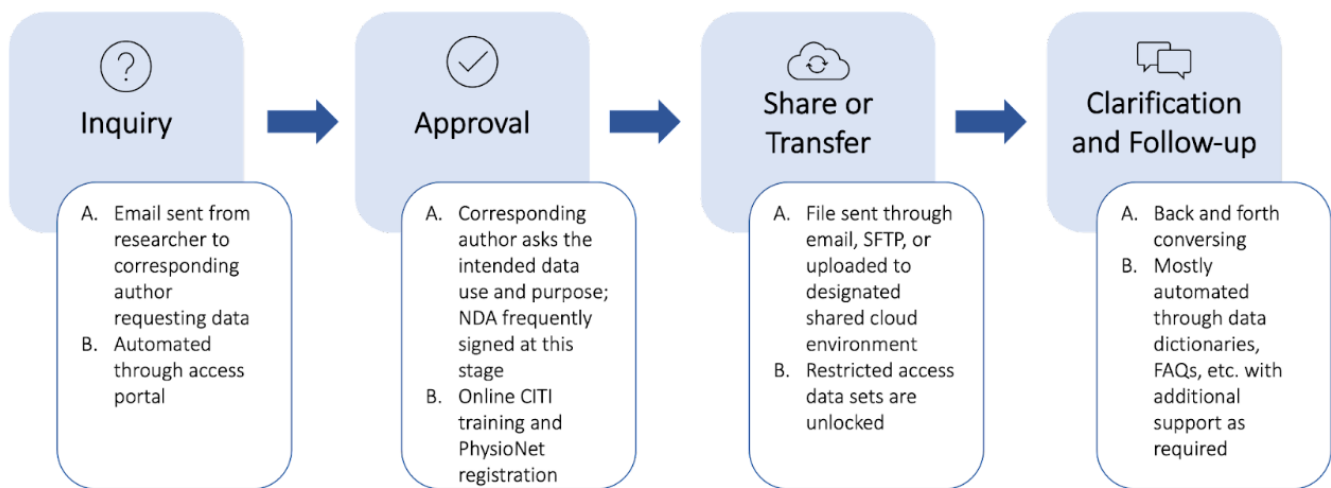 Inquiry
A. Email sent from
researcher to
corresponding
author
requesting data
B. Automated
through access
portal
Approval
A. Corresponding
author asks the
intended data
use and purpose;
NDA frequently
signed at this
stage
B. Online CITI
training and
PhysioNet
registration
Share or
Transfer
A. File sent through
email, SFTP, or
uploaded to
designated
shared cloud
environment
B. Restricted access
data sets are
unlocked
Clarification
and Follow-up
A. Back and forth
conversing
B. Mostly
automated
through data
dictionaries,
FAQs, etc. with
additional
support as
required